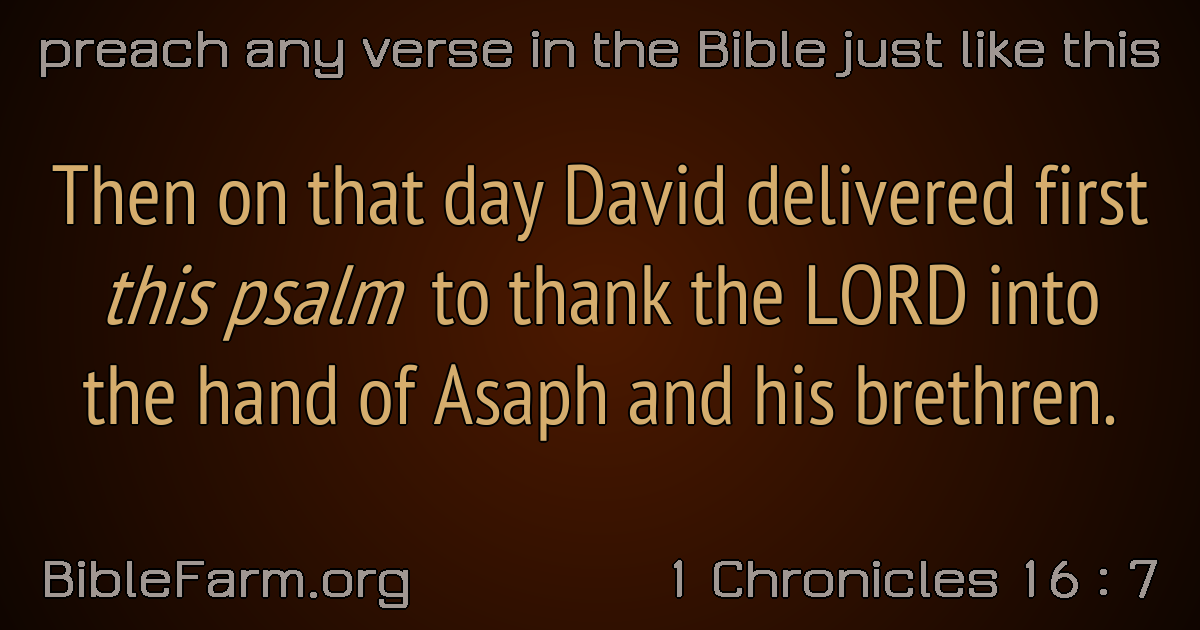 preach any verse in the Bible just like this
Then on that day David delivered first
this psalm to thank the LORD into
the hand of Asaph and his brethren.
BibleFarm.org 1 Chronicles 16 : 7